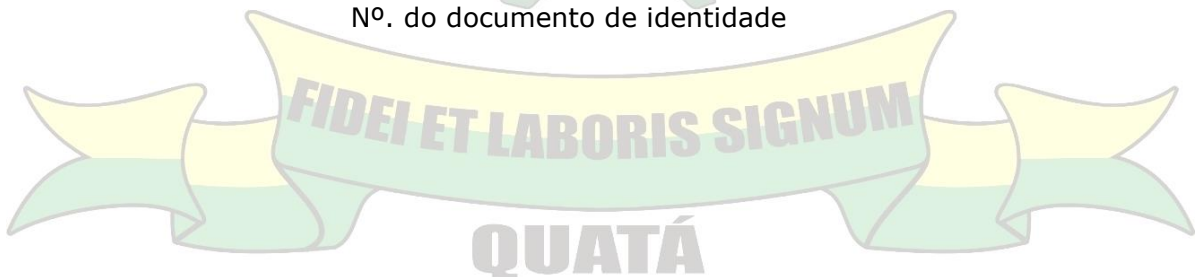 Nº. do documento de identidade
FIDEI ET LABORIS SIGNUM
QUATÁ